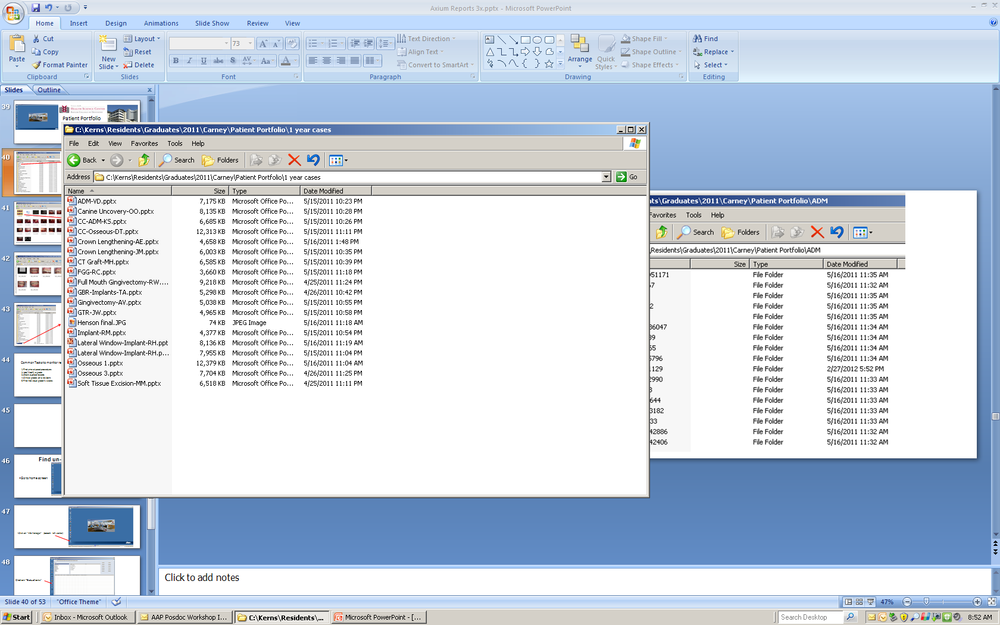 Axium Reports 3x.pptx - Microsoft PowerPoint
Home Insert Design Animations Slide Show Review View
Paste Cut Copy Format Painter Clipboard
New Slide Layout Reset Delete Slides
73 Font
Text Direction Align Text Convert to SmartArt Paragraph
Arrange Quick Styles Shape Fill Shape Outline Shape Effects Drawing
Find Replace Select Editing
Slides Outline x
39
HEALTH SCIENCE CENTER
Patient Portfolio
40
41
42
43
44
Common Tasks to monitor re
45
46
Find un-
•Go to home screen
47
48
C:\Kerns\Residents\Graduates\2011\Carney\Patient Portfolio\1 year cases
File Edit View Favorites Tools Help
Back Search Folders
Address C:\Kerns\Residents\Graduates\2011\Carney\Patient Portfolio\1 year cases Go
Name Size Type Date Modified
ADM-VD.pptx 7,175 KB Microsoft Office Po... 5/15/2011 10:23 PM
Canine Uncovery-OO.pptx 8,135 KB Microsoft Office Po... 5/15/2011 10:28 PM
CC-ADM-KS.pptx 6,685 KB Microsoft Office Po... 5/15/2011 10:26 PM
CC-Osseous-DT.pptx 12,313 KB Microsoft Office Po... 5/15/2011 11:11 PM
Crown Lengthening-AE.pptx 4,658 KB Microsoft Office Po... 5/16/2011 1:48 PM
Crown Lengthening-JM.pptx 6,003 KB Microsoft Office Po... 5/15/2011 10:35 PM
CT Graft-MH.pptx 6,585 KB Microsoft Office Po... 5/15/2011 10:39 PM
FGG-RC.pptx 3,660 KB Microsoft Office Po... 5/15/2011 11:18 PM
Full Mouth Gingivectomy-RW.... 9,218 KB Microsoft Office Po... 4/25/2011 11:24 PM
GBR-Implants-TA.pptx 5,298 KB Microsoft Office Po... 4/26/2011 10:42 PM
Gingivectomy-AV.pptx 5,038 KB Microsoft Office Po... 5/15/2011 10:55 PM
GTR-JW.pptx 4,965 KB Microsoft Office Po... 5/15/2011 10:58 PM
Henson final.JPG 74 KB JPEG Image 5/16/2011 11:18 AM
Implant-RM.pptx 4,377 KB Microsoft Office Po... 5/15/2011 10:54 PM
Lateral Window-Implant-RH.ppt 8,136 KB Microsoft Office Po... 5/16/2011 11:19 AM
Lateral Window-Implant-RH.p... 7,955 KB Microsoft Office Po... 5/15/2011 11:04 PM
Osseous 1.pptx 12,379 KB Microsoft Office Po... 5/16/2011 11:04 AM
Osseous 3.pptx 7,704 KB Microsoft Office Po... 4/26/2011 11:25 PM
Soft Tissue Excision-MM.pptx 6,518 KB Microsoft Office Po... 4/25/2011 11:11 PM
ts\Graduates\2011\Carney\Patient Portfolio\ADM
Favorites Tools Help
Search Folders
\Residents\Graduates\2011\Carney\Patient Portfolio\ADM
Size Type Date Modified
051171 File Folder 5/16/2011 11:35 AM
7 File Folder 5/16/2011 11:32 AM
File Folder 5/16/2011 11:35 AM
2 File Folder 5/16/2011 11:35 AM
File Folder 5/16/2011 11:35 AM
36047 File Folder 5/16/2011 11:34 AM
39 File Folder 5/16/2011 11:34 AM
65 File Folder 5/16/2011 11:34 AM
5796 File Folder 5/16/2011 11:34 AM
1129 File Folder 2/27/2012 5:52 PM
2990 File Folder 5/16/2011 11:33 AM
3 File Folder 5/16/2011 11:33 AM
644 File Folder 5/16/2011 11:33 AM
3182 File Folder 5/16/2011 11:33 AM
33 File Folder 5/16/2011 11:33 AM
42886 File Folder 5/16/2011 11:32 AM
42406 File Folder 5/16/2011 11:32 AM
Click to add notes
Slide 40 of 53 "Office Theme" 47%
Start Inbox - Microsoft Outlook AAP Posdoc Workshop I... C:\Kerns\Residents\... Microsoft PowerPoint - [... Search Desktop 8:52 AM